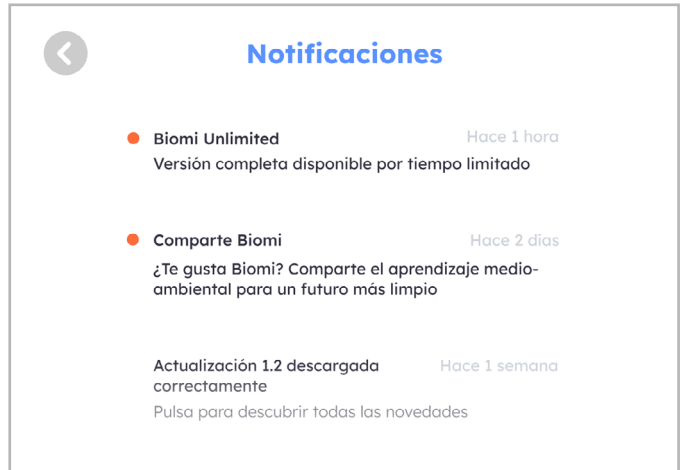 Notificaciones
Biomi Unlimited
Hace 1 hora
Versión completa disponible por tiempo limitado
Comparte Biomi
Hace 2 días
¿Te gusta Biomi? Comparte el aprendizaje medio-
ambiental para un futuro más limpio
Actualización 1.2 descargada
Hace 1 semana
correctamente
Pulsa para descubrir todas las novedades